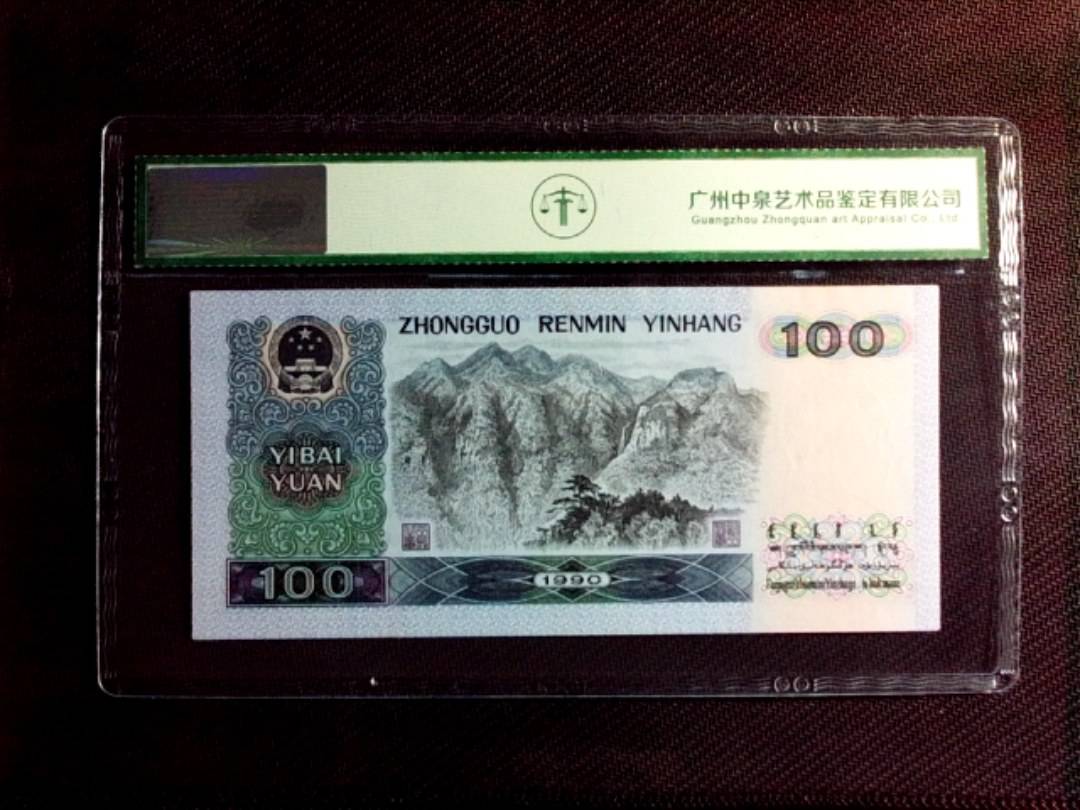 广州中泉艺术品鉴定有限公司
Guangzhou Zhongquan art Appraisal Co., Ltd
ZHONGGUO RENMIN YINHANG
100
YIBAI
YUAN
100
1990